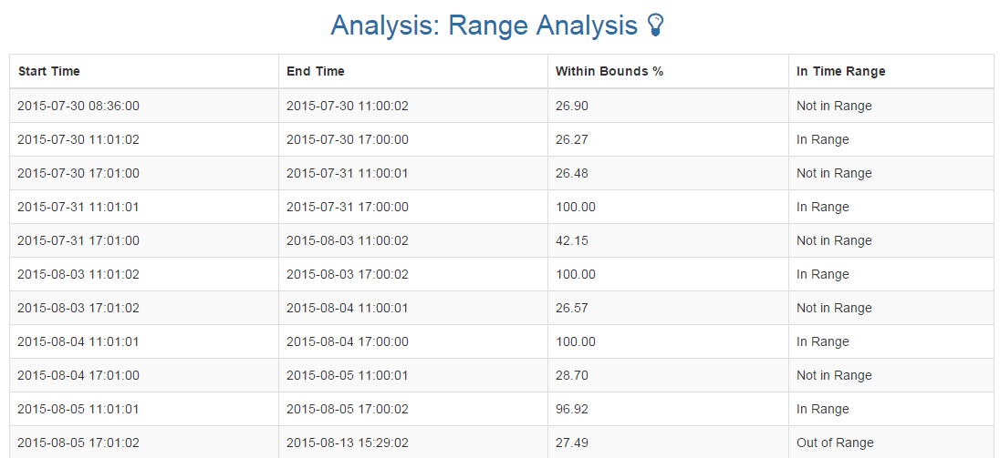 Analysis: Range Analysis
Start Time End Time Within Bounds % In Time Range
2015-07-30 08:36:00 2015-07-30 11:00:02 26.90 Not in Range
2015-07-30 11:01:02 2015-07-30 17:00:00 26.27 In Range
2015-07-30 17:01:00 2015-07-31 11:00:01 26.48 Not in Range
2015-07-31 11:01:01 2015-07-31 17:00:00 100.00 In Range
2015-07-31 17:01:00 2015-08-03 11:00:02 42.15 Not in Range
2015-08-03 11:01:02 2015-08-03 17:00:02 100.00 In Range
2015-08-03 17:01:02 2015-08-04 11:00:01 26.57 Not in Range
2015-08-04 11:01:01 2015-08-04 17:00:00 100.00 In Range
2015-08-04 17:01:00 2015-08-05 11:00:01 28.70 Not in Range
2015-08-05 11:01:01 2015-08-05 17:00:02 96.92 In Range
2015-08-05 17:01:02 2015-08-13 15:29:02 27.49 Out of Range